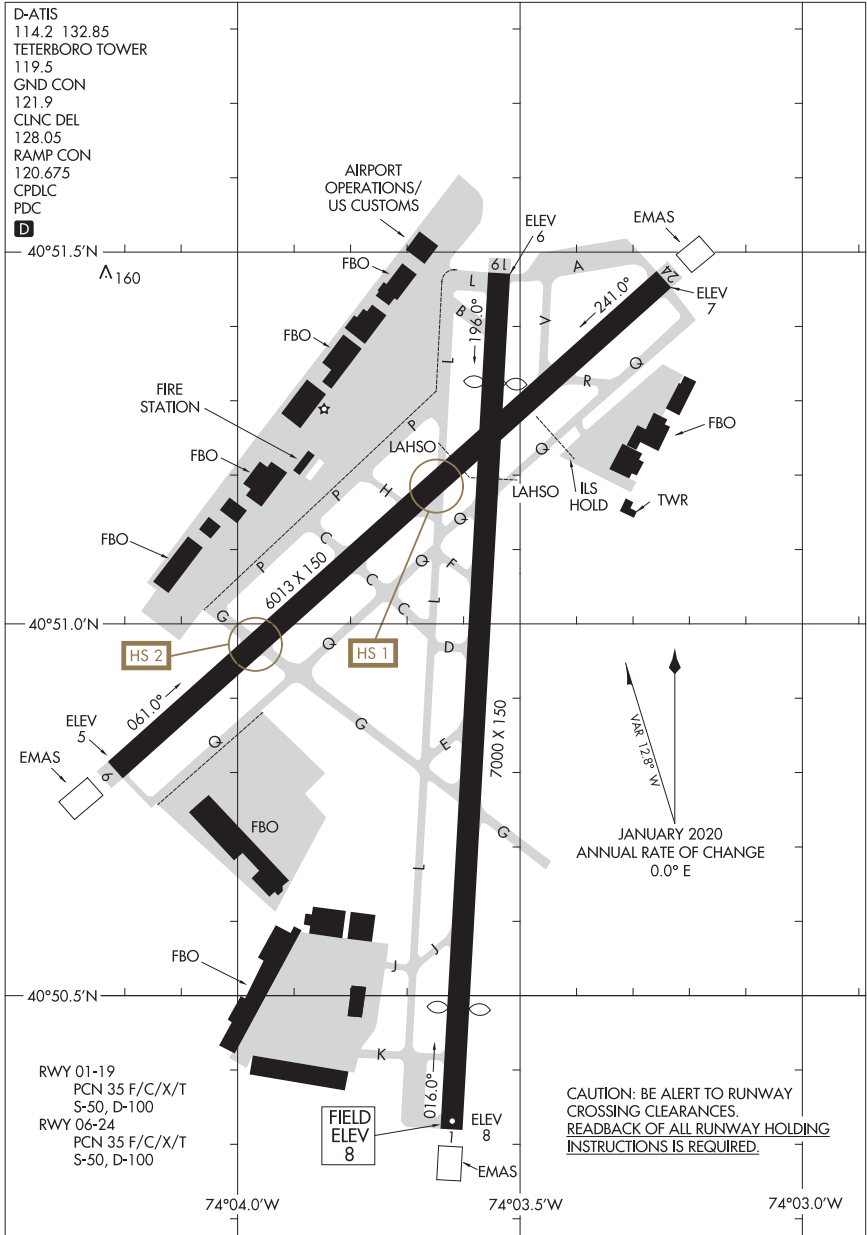 D-ATIS
114.2 132.85
TETERBORO TOWER
119.5
GND CON
121.9
CLNC DEL
128.05
RAMP CON
120.675
CPDLC
PDC
D
AIRPORT
OPERATIONS/
US CUSTOMS
ELEV
6
EMAS
40°51.5'N
160
FBO
19
A
24
ELEV
7
L
B
196.0°
V
241.0°
FBO
L
Q
R
FIRE
STATION
P
FBO
FBO
LAHSO
Q
P
H
LAHSO
ILS
HOLD
TWR
Q
FBO
C
P
Q
F
C
6013 X 150
C
L
40°51.0'N
G
HS 2
Q
HS 1
D
061.0°
ELEV
5
G
7000 X 150
VAR 12.8° W
Q
E
EMAS
6
FBO
G
JANUARY 2020
ANNUAL RATE OF CHANGE
0.0° E
L
FBO
J
J
40°50.5'N
K
016.0°
RWY 01-19
PCN 35 F/C/X/T
S-50, D-100
RWY 06-24
PCN 35 F/C/X/T
S-50, D-100
FIELD
ELEV
8
ELEV
8
1
EMAS
CAUTION: BE ALERT TO RUNWAY
CROSSING CLEARANCES.
READBACK OF ALL RUNWAY HOLDING
INSTRUCTIONS IS REQUIRED.
74°04.0'W
74°03.5'W
74°03.0'W